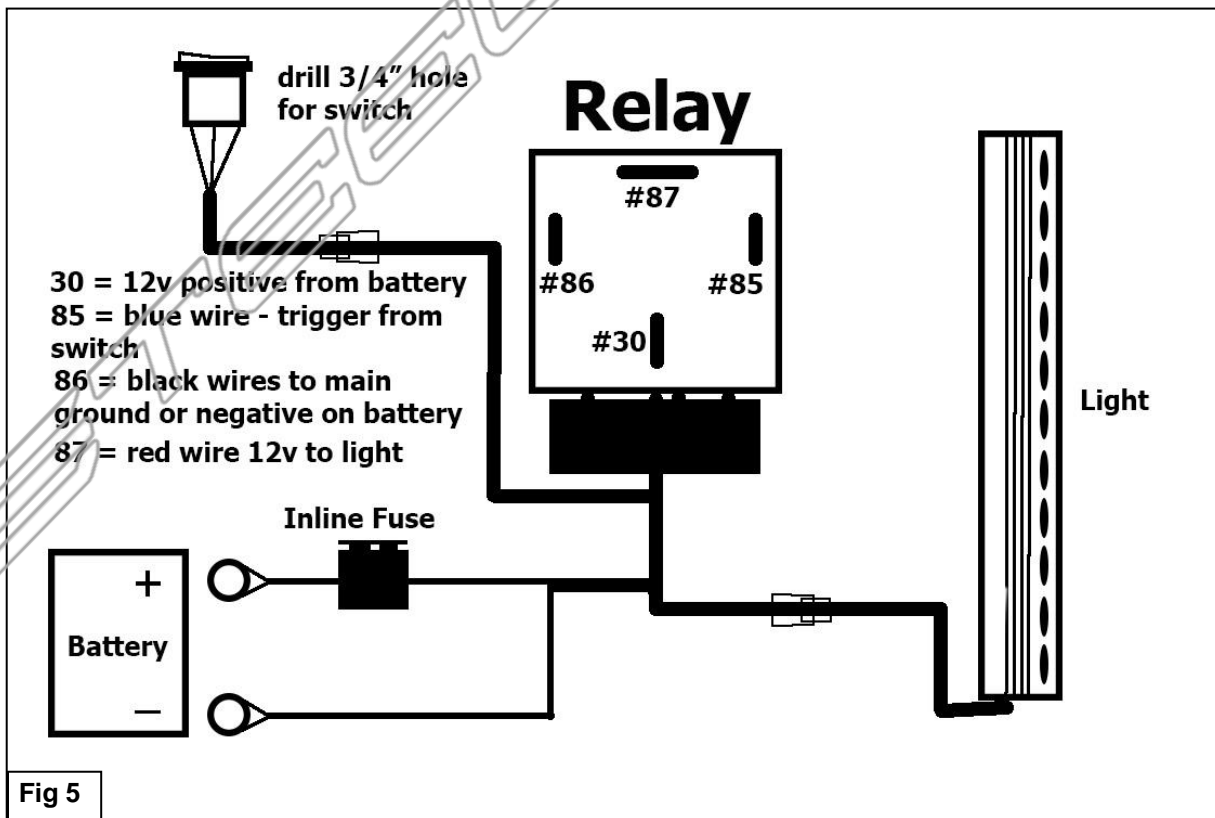 drill 3/4" hole
for switch
Relay
#87
#86
#85
#30
30 = 12v positive from battery
85 = blue wire - trigger from
switch
86 = black wires to main
ground or negative on battery
87 = red wire 12v to light
Light
Inline Fuse
+
Battery
–
Fig 5